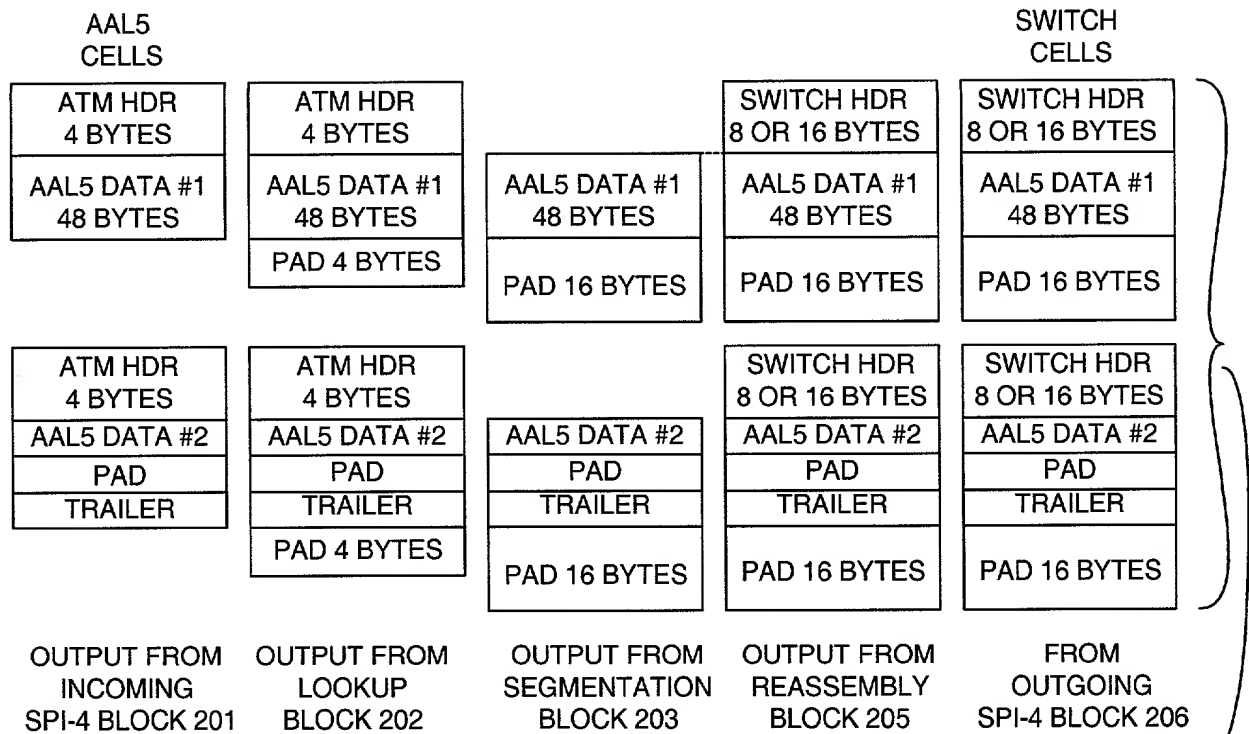 AAL5
CELLS
SWITCH
CELLS
ATM HDR
4 BYTES
AAL5 DATA #1
48 BYTES
ATM HDR
4 BYTES
AAL5 DATA #1
48 BYTES
PAD 4 BYTES
AAL5 DATA #1
48 BYTES
PAD 16 BYTES
SWITCH HDR
8 OR 16 BYTES
AAL5 DATA #1
48 BYTES
PAD 16 BYTES
SWITCH HDR
8 OR 16 BYTES
AAL5 DATA #1
48 BYTES
PAD 16 BYTES
ATM HDR
4 BYTES
AAL5 DATA #2
PAD
TRAILER
ATM HDR
4 BYTES
AAL5 DATA #2
PAD
TRAILER
PAD 4 BYTES
AAL5 DATA #2
PAD
TRAILER
PAD 16 BYTES
SWITCH HDR
8 OR 16 BYTES
AAL5 DATA #2
PAD
TRAILER
PAD 16 BYTES
SWITCH HDR
8 OR 16 BYTES
AAL5 DATA #2
PAD
TRAILER
PAD 16 BYTES
OUTPUT FROM
INCOMING
SPI-4 BLOCK 201
OUTPUT FROM
LOOKUP
BLOCK 202
OUTPUT FROM
SEGMENTATION
BLOCK 203
OUTPUT FROM
REASSEMBLY
BLOCK 205
FROM
OUTGOING
SPI-4 BLOCK 206